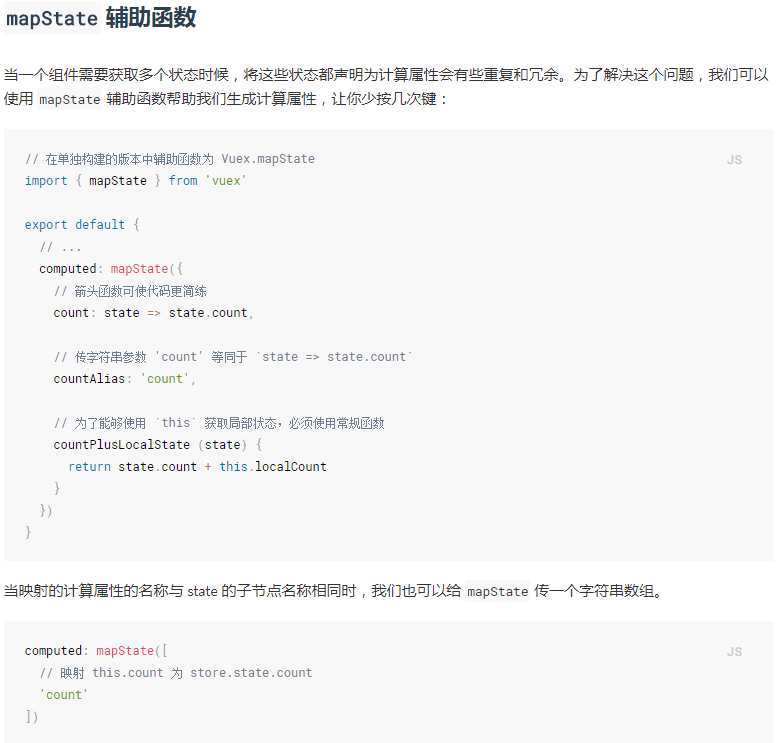 mapState 辅助函数
当一个组件需要获取多个状态时候，将这些状态都声明为计算属性会有些重复和冗余。为了解决这个问题，我们可以
使用 mapState 辅助函数帮助我们生成计算属性，让你少按几次键：
JS
// 在单独构建的版本中辅助函数为 Vuex.mapState
import { mapState } from 'vuex'
export default {
  // ...
  computed: mapState({
    // 箭头函数可使代码更简练
    count: state => state.count,
    // 传字符串参数 'count' 等同于 `state => state.count`
    countAlias: 'count',
    // 为了能够使用 `this` 获取局部状态，必须使用常规函数
    countPlusLocalState (state) {
      return state.count + this.localCount
    }
  })
}
当映射的计算属性的名称与 state 的子节点名称相同时，我们也可以给 mapState 传一个字符串数组。
JS
computed: mapState([
  // 映射 this.count 为 store.state.count
  'count'
])